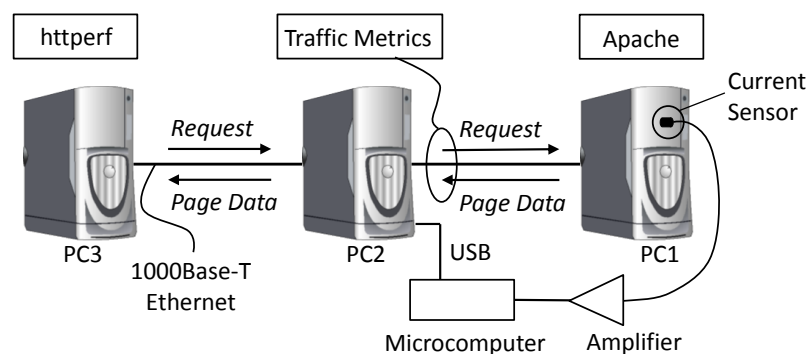 httperf
Traffic Metrics
Apache
Current
Sensor
Request
Request
Page Data
Page Data
PC3
PC2
USB
PC1
1000Base-T
Ethernet
Microcomputer
Amplifier